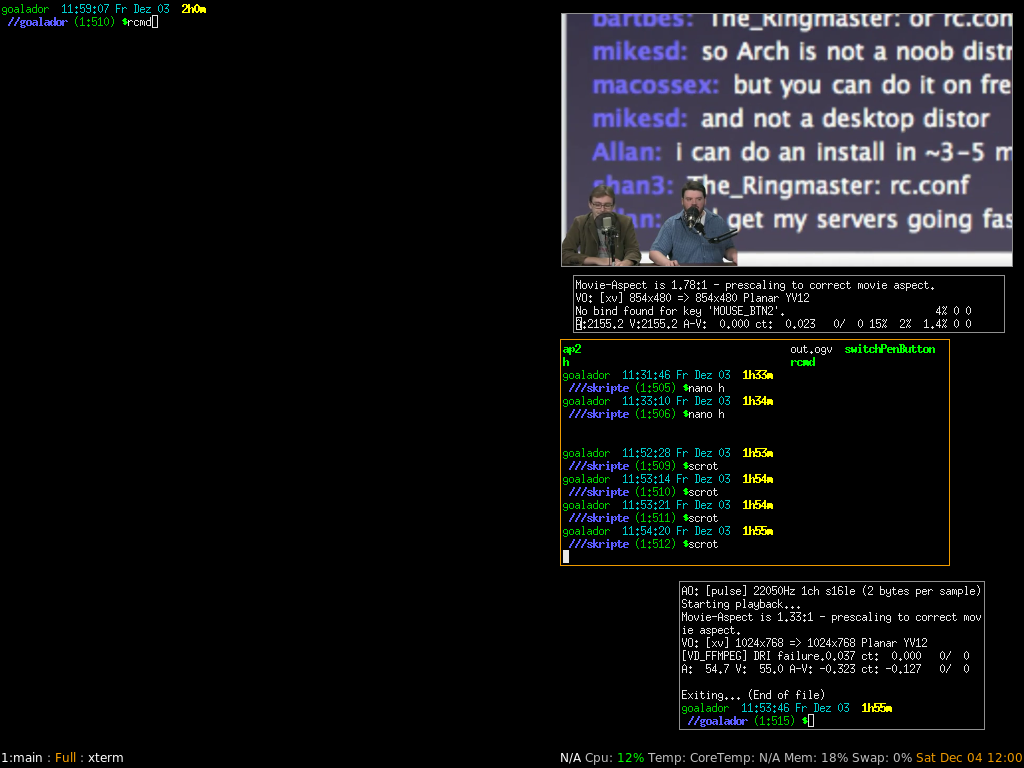 goalador  11:59:07 Fr Dez 03  2h0m
//goalador (1:510) $rcmd
bartbes: The_Ringmaster: or rc.con
mikesd: so Arch is not a noob distr
macossex: but you can do it on fre
mikesd: and not a desktop distor
Allan: i can do an install in ~3-5 m
shan3: The_Ringmaster: rc.conf
get my servers going fas
Movie-Aspect is 1.78:1 - prescaling to correct movie aspect.
VO: [xv] 854x480 => 854x480 Planar YV12
No bind found for key 'MOUSE_BTN2'. 4% 0 0
A:2155.2 V:2155.2 A-V:  0.000 ct:  0.023   0/  0 15%  2%  1.4% 0 0
ap2 out.ogv  switchPenButton
h rcmd
goalador  11:31:46 Fr Dez 03  1h33m
///skripte (1:505) $nano h
goalador  11:33:10 Fr Dez 03  1h34m
///skripte (1:506) $nano h
goalador  11:52:28 Fr Dez 03  1h53m
///skripte (1:509) $scrot
goalador  11:53:14 Fr Dez 03  1h54m
///skripte (1:510) $scrot
goalador  11:53:21 Fr Dez 03  1h54m
///skripte (1:511) $scrot
goalador  11:54:20 Fr Dez 03  1h55m
///skripte (1:512) $scrot
AO: [pulse] 22050Hz 1ch s16le (2 bytes per sample)
Starting playback...
Movie-Aspect is 1.33:1 - prescaling to correct mov
ie aspect.
VO: [xv] 1024x768 => 1024x768 Planar YV12
[VD_FFMPEG] DRI failure.0.037 ct:  0.000   0/  0
A:  54.7 V:  55.0 A-V: -0.323 ct: -0.127   0/  0
Exiting... (End of file)
goalador  11:53:46 Fr Dez 03  1h55m
//goalador (1:515) $
1:main : Full : xterm
N/A Cpu: 12% Temp: CoreTemp: N/A Mem: 18% Swap: 0% Sat Dec 04 12:00